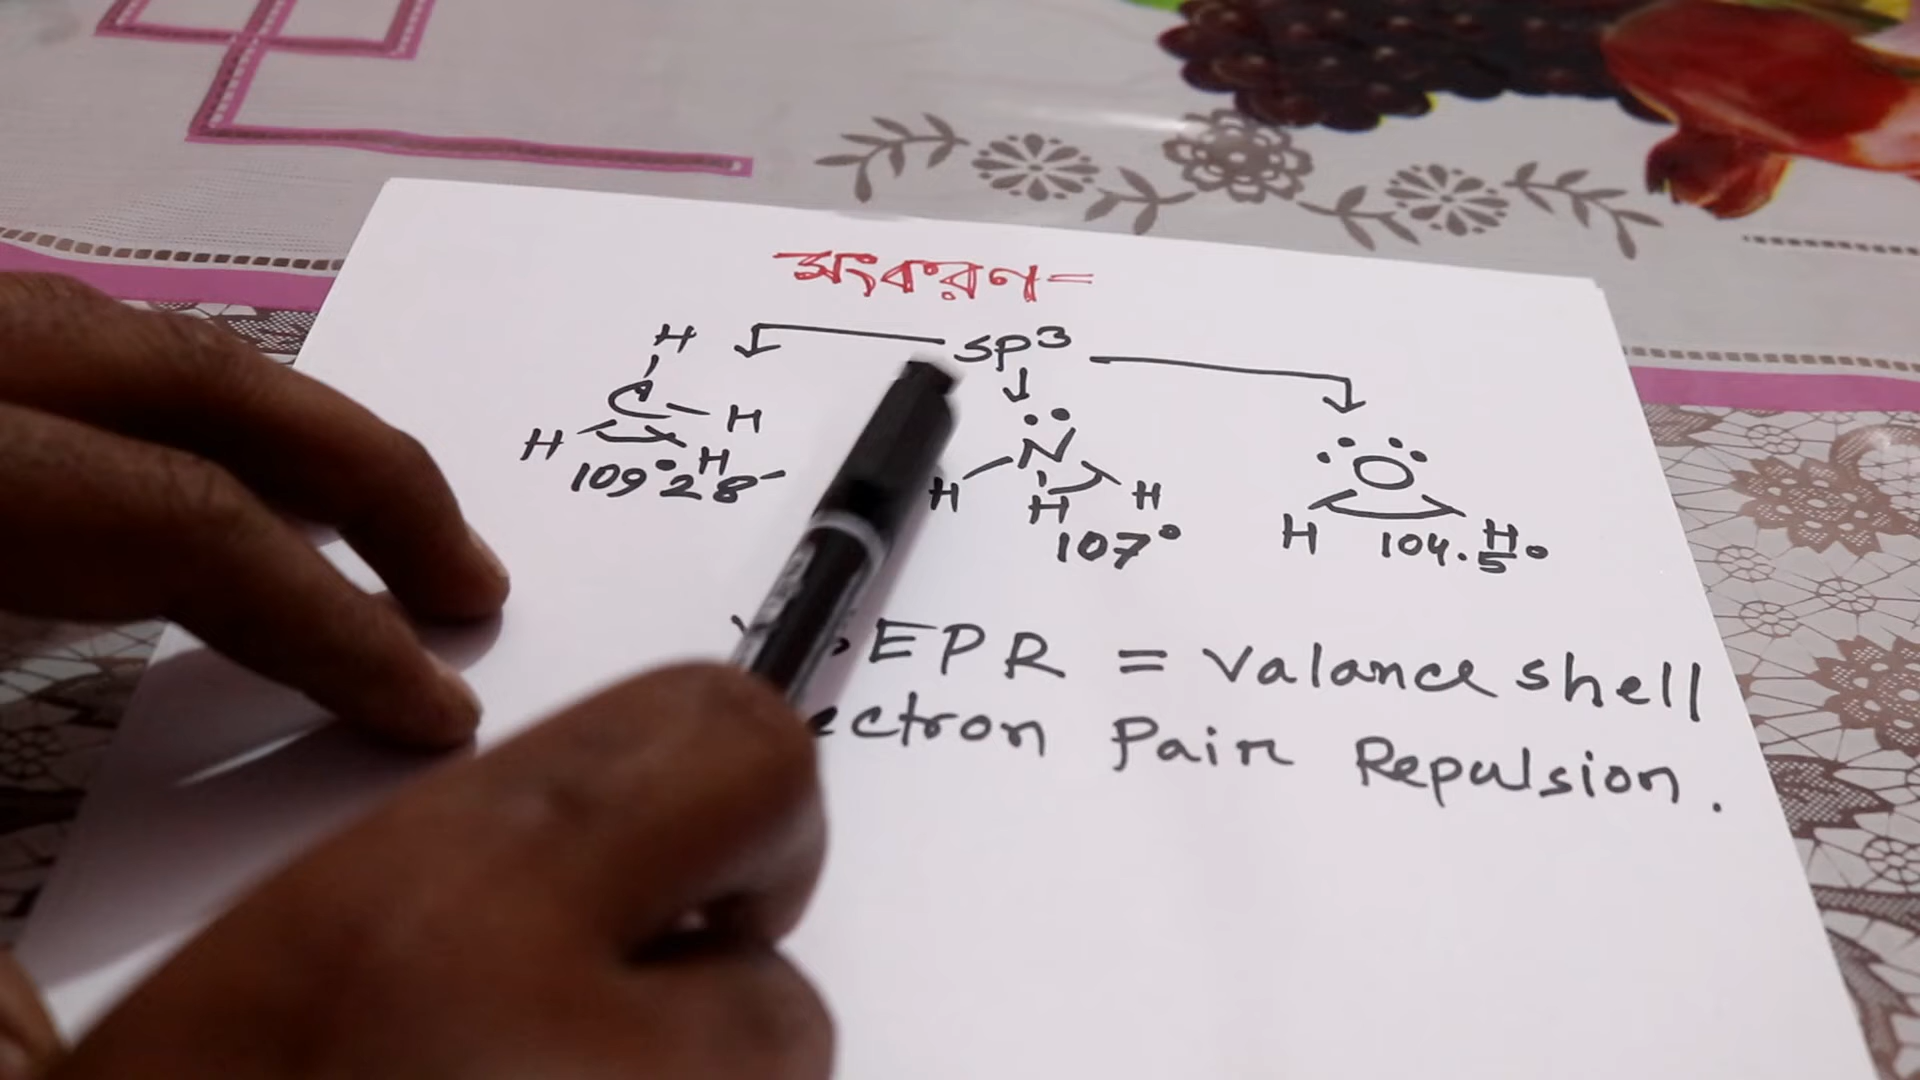 সংকরণ=
sp³
H
C - H
H H
109°28′
N
H H H
107°
O
H H
104.5°
EPR = Valance shell
ectron Pair Repulsion.